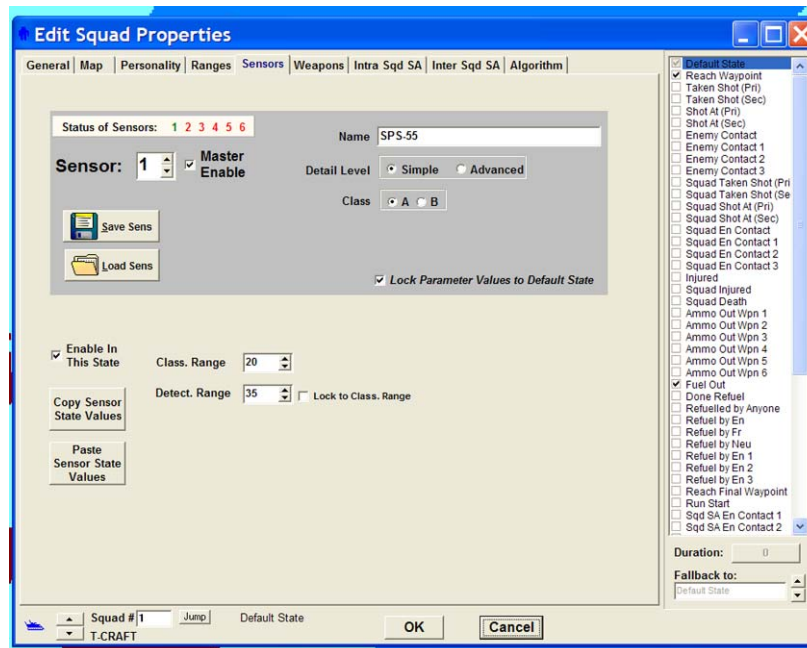 Edit Squad Properties
General Map Personality Ranges Sensors Weapons Intra Sqd SA Inter Sqd SA Algorithm
Status of Sensors: 1 2 3 4 5 6
Name SPS-55
Sensor: 1 Master Enable
Detail Level Simple Advanced
Class A B
Save Sens
Load Sens
Lock Parameter Values to Default State
Enable In This State
Class. Range 20
Detect. Range 35 Lock to Class. Range
Copy Sensor
State Values
Paste
Sensor State
Values
Default State
Reach Waypoint
Taken Shot (Pri)
Taken Shot (Sec)
Shot At (Pri)
Shot At (Sec)
Enemy Contact
Enemy Contact 1
Enemy Contact 2
Enemy Contact 3
Squad Taken Shot (Pri
Squad Taken Shot (Se
Squad Shot At (Pri)
Squad Shot At (Sec)
Squad En Contact
Squad En Contact 1
Squad En Contact 2
Squad En Contact 3
Injured
Squad Injured
Squad Death
Ammo Out Wpn 1
Ammo Out Wpn 2
Ammo Out Wpn 3
Ammo Out Wpn 4
Ammo Out Wpn 5
Ammo Out Wpn 6
Fuel Out
Done Refuel
Refuelled by Anyone
Refuel by En
Refuel by Fr
Refuel by Neu
Refuel by En 1
Refuel by En 2
Refuel by En 3
Reach Final Waypoint
Run Start
Sqd SA En Contact 1
Sqd SA En Contact 2
Duration: 0
Fallback to:
Default State
Squad # 1 Jump Default State
T-CRAFT
OK Cancel